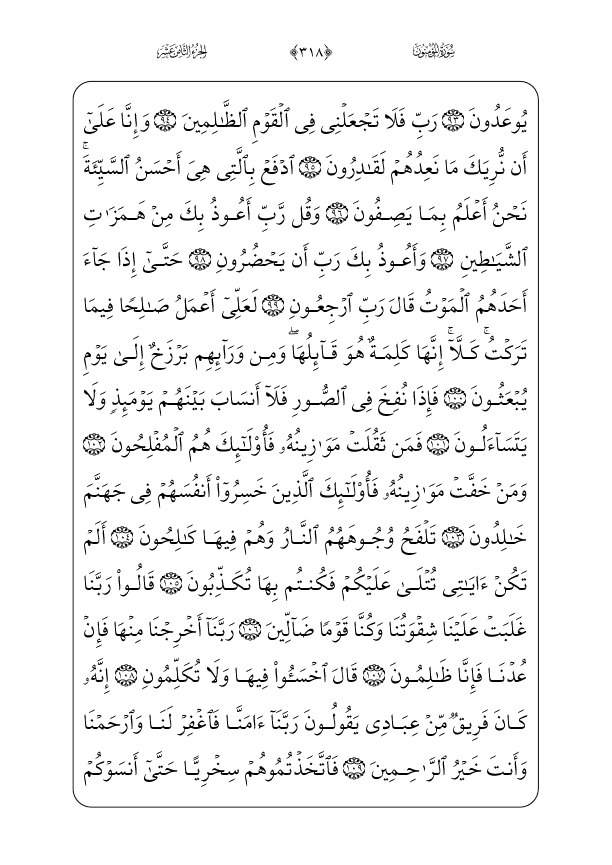 سُورَةُ المُؤۡمِنُونَ ﴿٣١٨﴾ الجُزۡءُ الثَّامِنَ عَشَرَ
يُوعَدُونَ ٩٣ رَبِّ فَلَا تَجۡعَلۡنِي فِي ٱلۡقَوۡمِ ٱلظَّـٰلِمِينَ ٩٤ وَإِنَّا عَلَىٰٓ
أَن نُّرِيَكَ مَا نَعِدُهُمۡ لَقَـٰدِرُونَ ٩٥ ٱدۡفَعۡ بِٱلَّتِي هِيَ أَحۡسَنُ ٱلسَّيِّئَةَۚ
نَحۡنُ أَعۡلَمُ بِمَا يَصِفُونَ ٩٦ وَقُل رَّبِّ أَعُوذُ بِكَ مِنۡ هَمَزَٰتِ
ٱلشَّيَـٰطِينِ ٩٧ وَأَعُوذُ بِكَ رَبِّ أَن يَحۡضُرُونِ ٩٨ حَتَّىٰٓ إِذَا جَآءَ
أَحَدَهُمُ ٱلۡمَوۡتُ قَالَ رَبِّ ٱرۡجِعُونِ ٩٩ لَعَلِّيٓ أَعۡمَلُ صَـٰلِحًا فِيمَا
تَرَكۡتُۚ كَلَّآۚ إِنَّهَا كَلِمَةٌ هُوَ قَآئِلُهَاۖ وَمِن وَرَآئِهِم بَرۡزَخٌ إِلَىٰ يَوۡمِ
يُبۡعَثُونَ ١٠٠ فَإِذَا نُفِخَ فِي ٱلصُّورِ فَلَآ أَنسَابَ بَيۡنَهُمۡ يَوۡمَئِذٍ وَلَا
يَتَسَآءَلُونَ ١٠١ فَمَن ثَقُلَتۡ مَوَٰزِينُهُۥ فَأُو۟لَـٰٓئِكَ هُمُ ٱلۡمُفۡلِحُونَ ١٠٢
وَمَنۡ خَفَّتۡ مَوَٰزِينُهُۥ فَأُو۟لَـٰٓئِكَ ٱلَّذِينَ خَسِرُوٓا۟ أَنفُسَهُمۡ فِي جَهَنَّمَ
خَـٰلِدُونَ ١٠٣ تَلۡفَحُ وُجُوهَهُمُ ٱلنَّارُ وَهُمۡ فِيهَا كَـٰلِحُونَ ١٠٤ أَلَمۡ
تَكُنۡ ءَايَـٰتِي تُتۡلَىٰ عَلَيۡكُمۡ فَكُنتُم بِهَا تُكَذِّبُونَ ١٠٥ قَالُوا۟ رَبَّنَا
غَلَبَتۡ عَلَيۡنَا شِقۡوَتُنَا وَكُنَّا قَوۡمًا ضَآلِّينَ ١٠٦ رَبَّنَآ أَخۡرِجۡنَا مِنۡهَا فَإِنۡ
عُدۡنَا فَإِنَّا ظَـٰلِمُونَ ١٠٧ قَالَ ٱخۡسَـُٔوا۟ فِيهَا وَلَا تُكَلِّمُونِ ١٠٨ إِنَّهُۥ
كَانَ فَرِيقٌ مِّنۡ عِبَادِي يَقُولُونَ رَبَّنَآ ءَامَنَّا فَٱغۡفِرۡ لَنَا وَٱرۡحَمۡنَا
وَأَنتَ خَيۡرُ ٱلرَّٰحِمِينَ ١٠٩ فَٱتَّخَذۡتُمُوهُمۡ سِخۡرِيًّا حَتَّىٰٓ أَنسَوۡكُمۡ